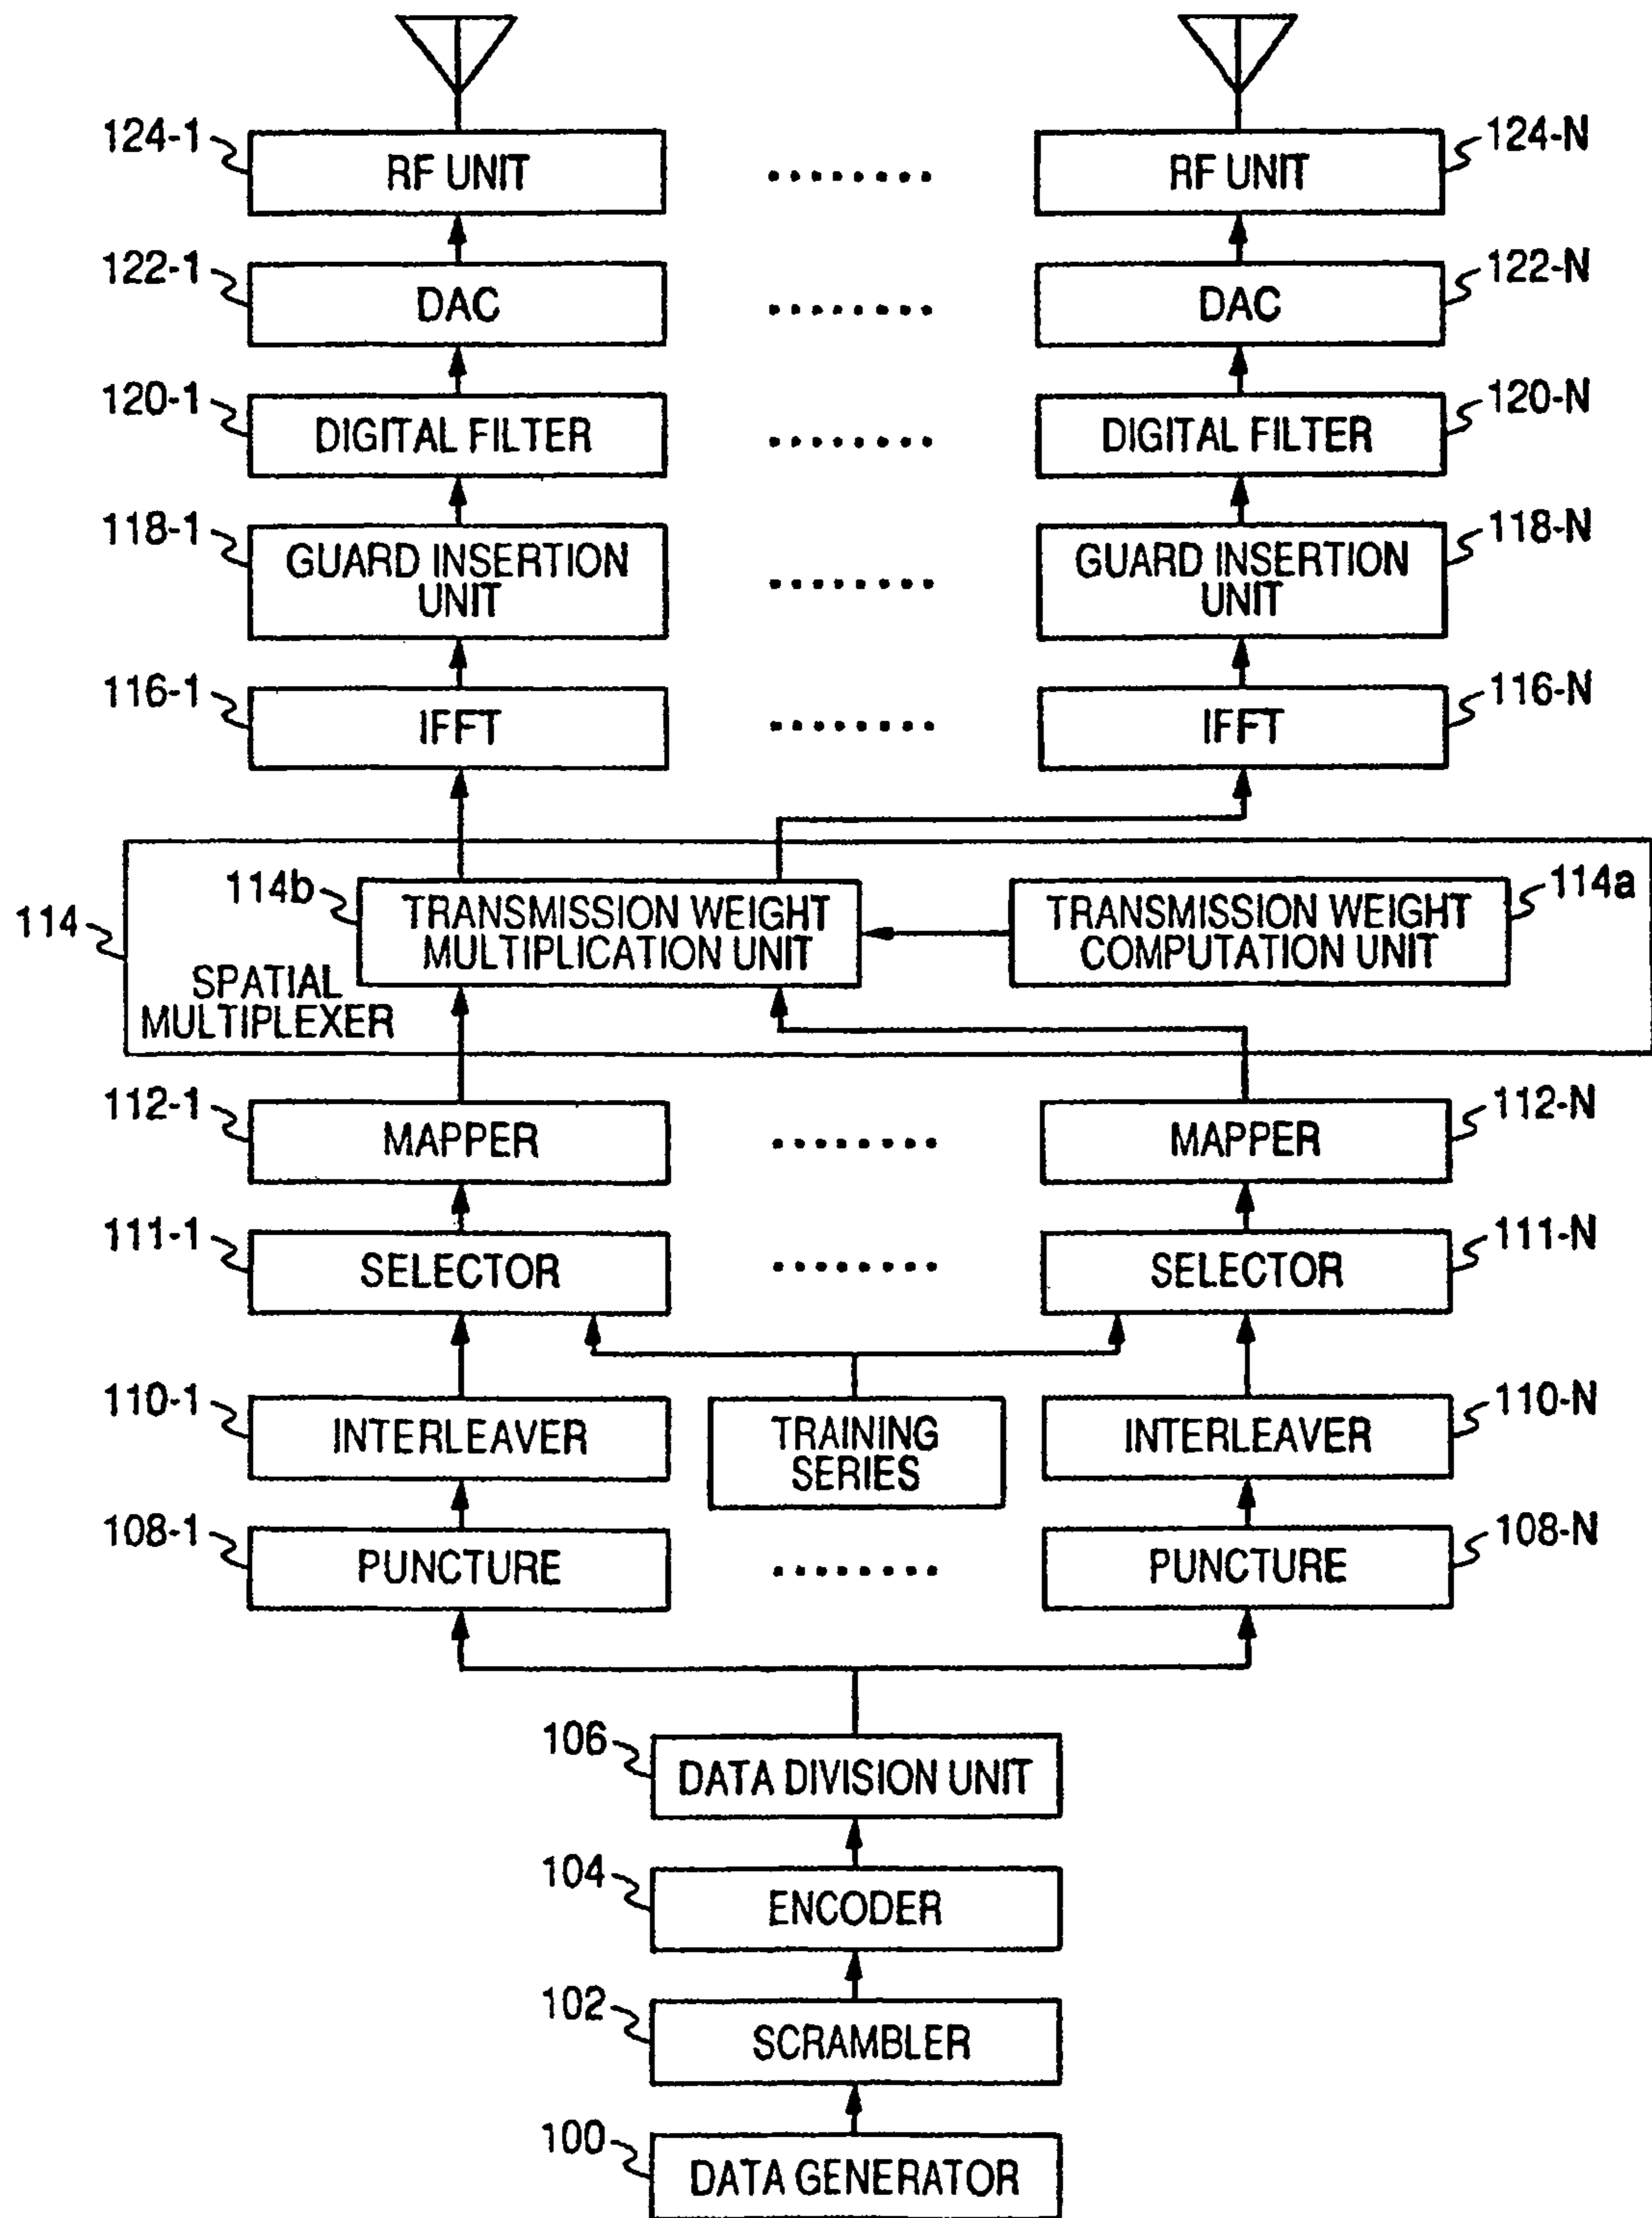 124-1
RF UNIT
RF UNIT
124-N
122-1
DAC
DAC
122-N
120-1
DIGITAL FILTER
DIGITAL FILTER
120-N
118-1
GUARD INSERTION
UNIT
GUARD INSERTION
UNIT
118-N
116-1
IFFT
IFFT
116-N
114
SPATIAL
MULTIPLEXER
114b
TRANSMISSION WEIGHT
MULTIPLICATION UNIT
TRANSMISSION WEIGHT
COMPUTATION UNIT
114a
112-1
MAPPER
MAPPER
112-N
111-1
SELECTOR
SELECTOR
111-N
110-1
INTERLEAVER
TRAINING
SERIES
INTERLEAVER
110-N
108-1
PUNCTURE
PUNCTURE
108-N
106
DATA DIVISION UNIT
104
ENCODER
102
SCRAMBLER
100
DATA GENERATOR